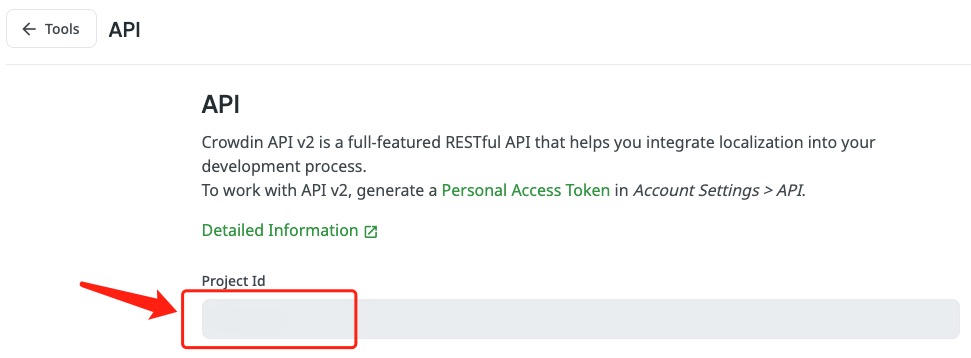 Tools API
API
Crowdin API v2 is a full-featured RESTful API that helps you integrate localization into your
development process.
To work with API v2, generate a Personal Access Token in Account Settings > API.
Detailed Information
Project Id